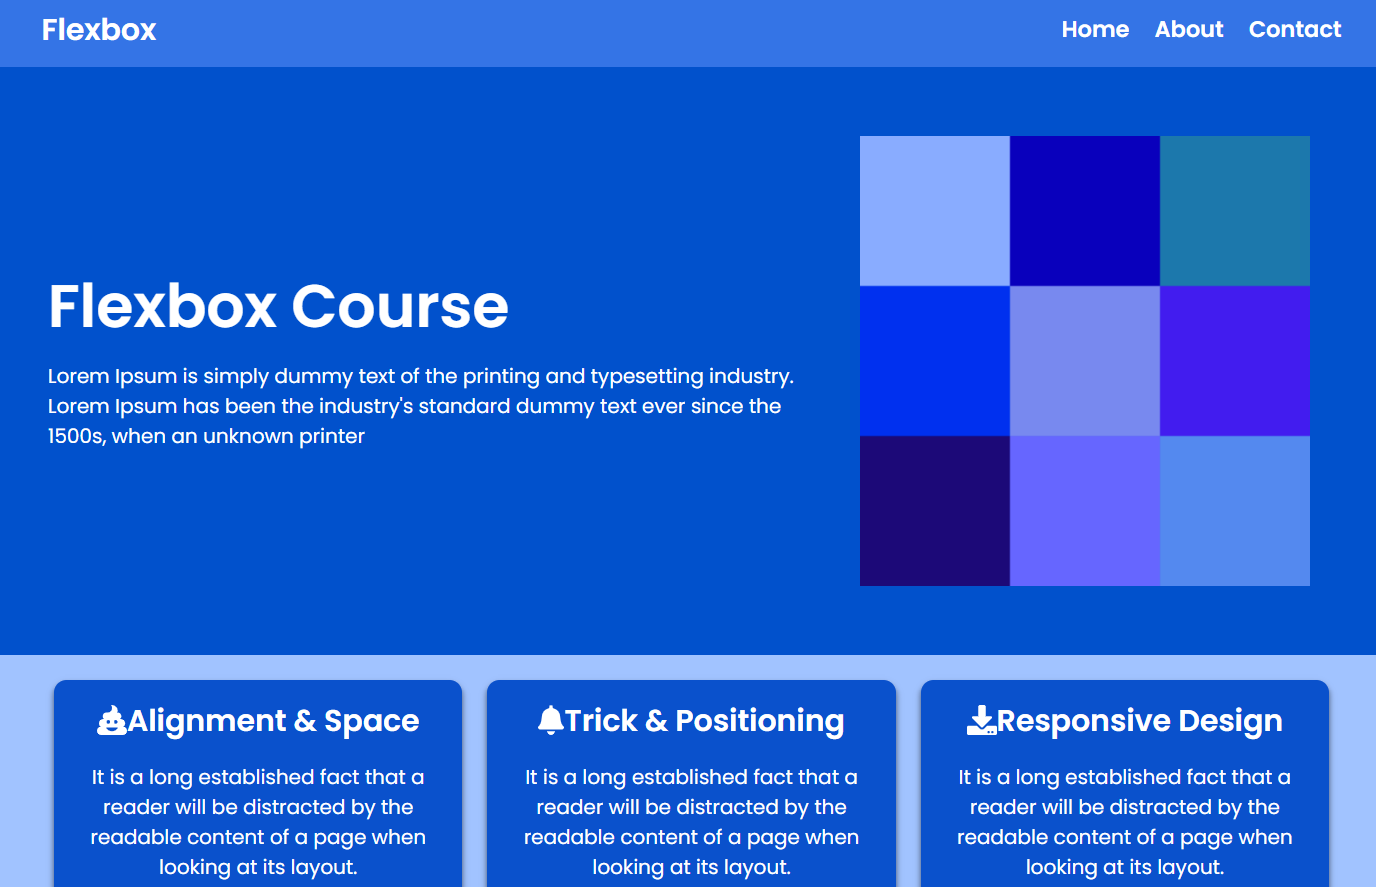 Flexbox
Home About Contact
Flexbox Course
Lorem Ipsum is simply dummy text of the printing and typesetting industry.
Lorem Ipsum has been the industry's standard dummy text ever since the
1500s, when an unknown printer
Alignment & Space
It is a long established fact that a
reader will be distracted by the
readable content of a page when
looking at its layout.
Trick & Positioning
It is a long established fact that a
reader will be distracted by the
readable content of a page when
looking at its layout.
Responsive Design
It is a long established fact that a
reader will be distracted by the
readable content of a page when
looking at its layout.